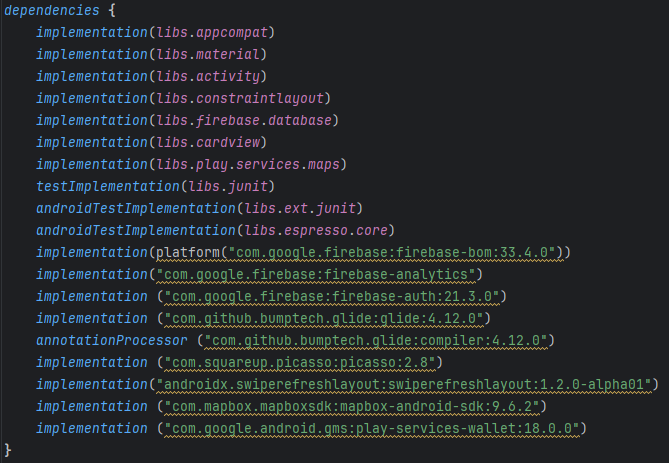 dependencies {
    implementation(libs.appcompat)
    implementation(libs.material)
    implementation(libs.activity)
    implementation(libs.constraintlayout)
    implementation(libs.firebase.database)
    implementation(libs.cardview)
    implementation(libs.play.services.maps)
    testImplementation(libs.junit)
    androidTestImplementation(libs.ext.junit)
    androidTestImplementation(libs.espresso.core)
    implementation(platform("com.google.firebase:firebase-bom:33.4.0"))
    implementation("com.google.firebase:firebase-analytics")
    implementation ("com.google.firebase:firebase-auth:21.3.0")
    implementation ("com.github.bumptech.glide:glide:4.12.0")
    annotationProcessor ("com.github.bumptech.glide:compiler:4.12.0")
    implementation ("com.squareup.picasso:picasso:2.8")
    implementation("androidx.swiperefreshlayout:swiperefreshlayout:1.2.0-alpha01")
    implementation ("com.mapbox.mapboxsdk:mapbox-android-sdk:9.6.2")
    implementation ("com.google.android.gms:play-services-wallet:18.0.0")
}